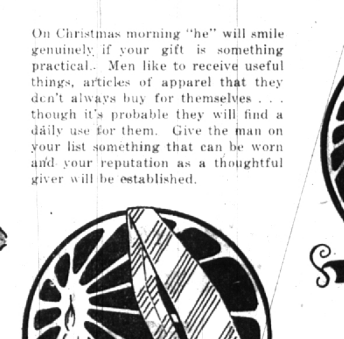 On Christmas morning "he" will smile
genuinely if your gift is something
practical. Men like to receive useful
things, articles of apparel that they
don't always buy for themselves . . .
though it's probable they will find a
daily use for them. Give the man on
your list something that can be worn
and your reputation as a thoughtful
giver will be established.